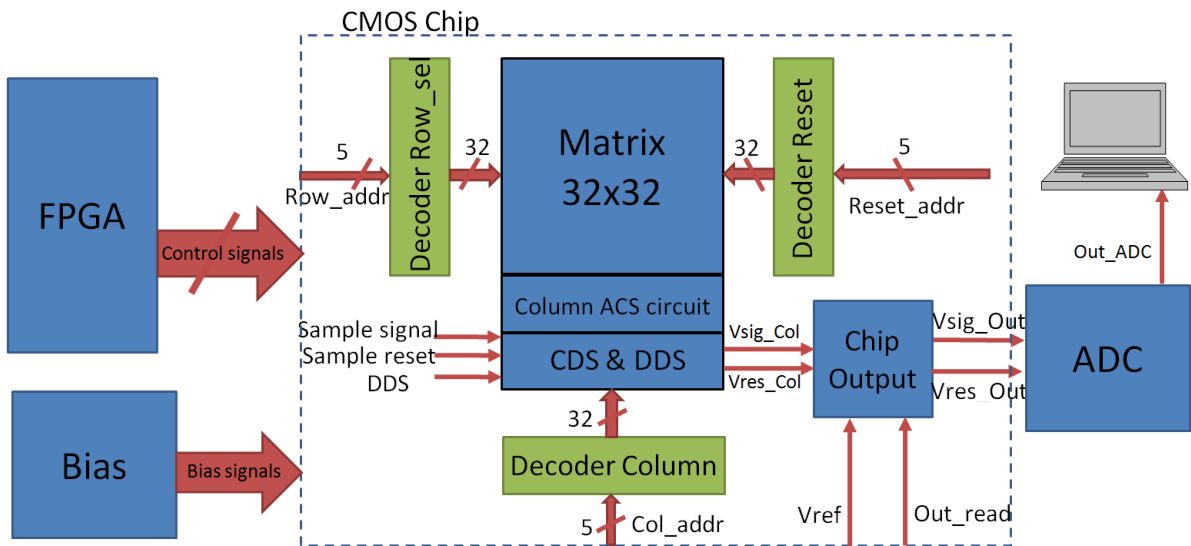 CMOS Chip
FPGA
Control signals
Bias
Bias signals
5
Row_addr
Decoder Row_sel
32
Matrix
32x32
32
Decoder Reset
5
Reset_addr
Column ACS circuit
Sample signal
Sample reset
DDS
CDS & DDS
Vsig_Col
Vres_Col
Chip
Output
Vsig_Out
Vres_Out
Out_ADC
ADC
32
Decoder Column
5
Col_addr
Vref
Out_read